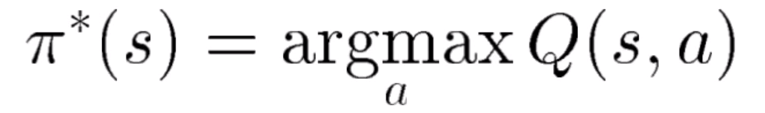 π*(s) = argmax Q(s, a)
a